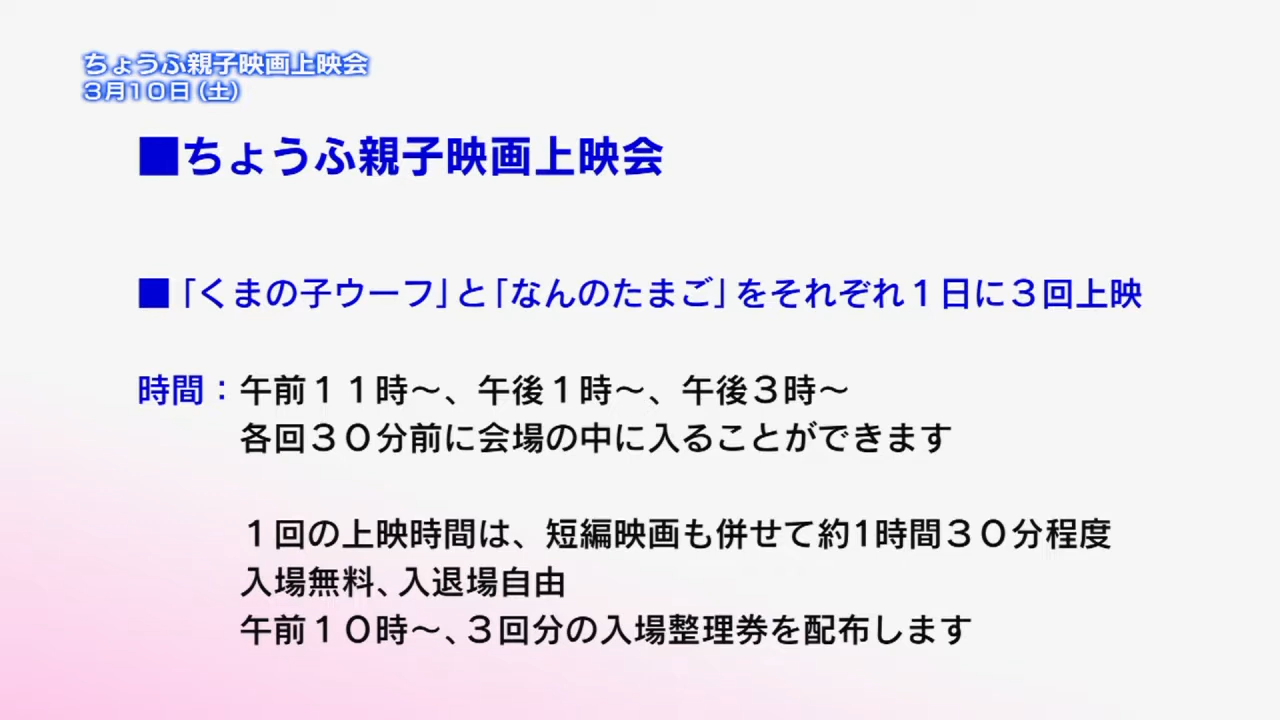 ちょうふ親子映画上映会
3月10日(土)
■ちょうふ親子映画上映会
■「くまの子ウーフ」と「なんのたまご」をそれぞれ１日に３回上映
時間：午前１１時～、午後１時～、午後３時～
各回３０分前に会場の中に入ることができます
１回の上映時間は、短編映画も併せて約1時間３０分程度
入場無料、入退場自由
午前１０時～、３回分の入場整理券を配布します